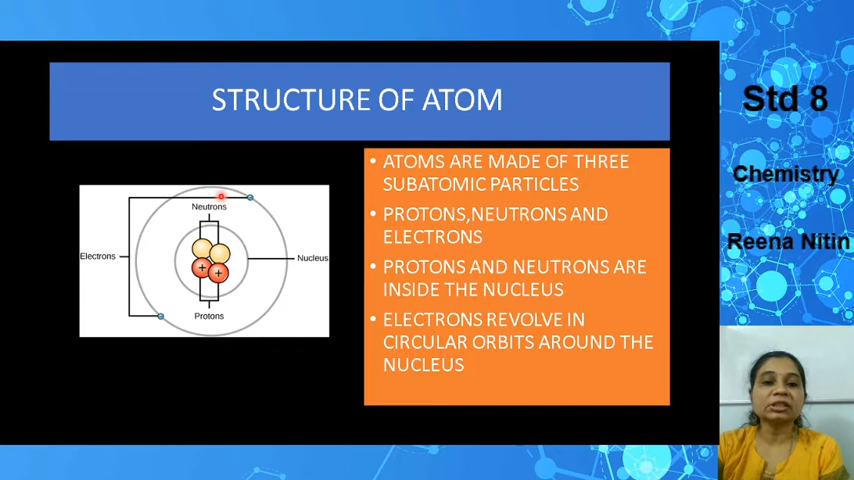 STRUCTURE OF ATOM
Std 8
Chemistry
Reena Nitin
Neutrons
Electrons
Nucleus
+
+
Protons
• ATOMS ARE MADE OF THREE
SUBATOMIC PARTICLES
• PROTONS,NEUTRONS AND
ELECTRONS
• PROTONS AND NEUTRONS ARE
INSIDE THE NUCLEUS
• ELECTRONS REVOLVE IN
CIRCULAR ORBITS AROUND THE
NUCLEUS